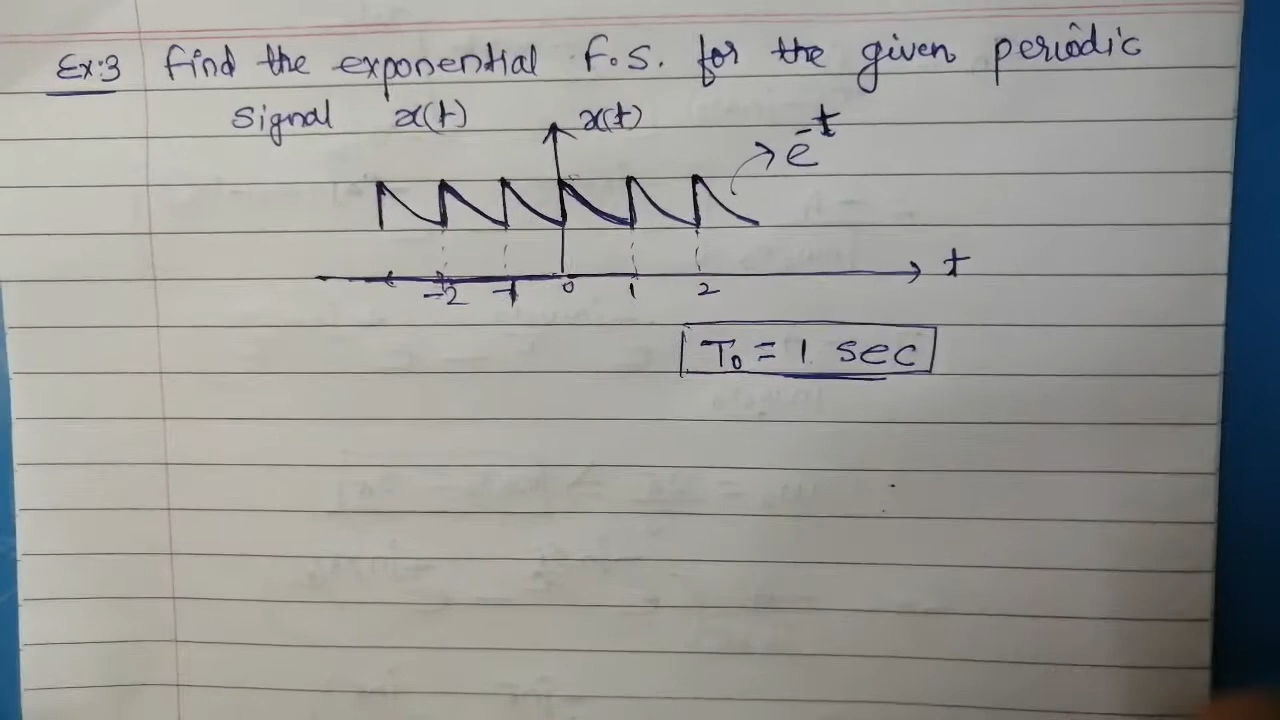 Ex:3 find the exponential F.S. for the given periodic
signal x(t)
x(t)
e^-t
t
-2 -1 0 1 2
T₀ = 1 sec